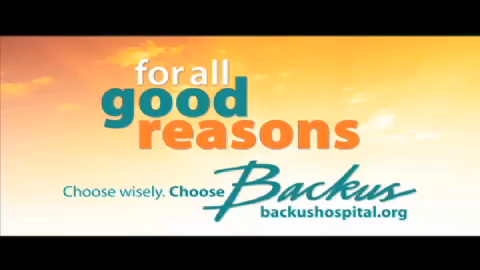 for all
good
reasons
Choose wisely. Choose Backus
backushospital.org